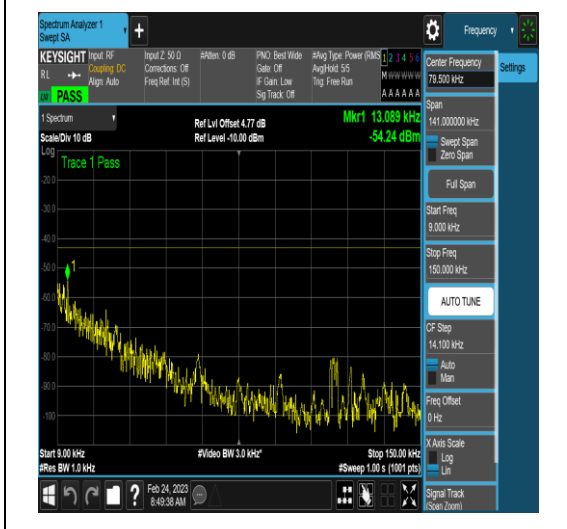 Spectrum Analyzer 1
Swept SA
+
Frequency
KEYSIGHT
RL
PASS
Input: RF
Coupling: DC
Align: Auto
Input Z: 50 Ω
Corrections: Off
Freq Ref: Int (S)
#Atten: 0 dB
PNO: Best Wide
Gate: Off
IF Gain: Low
Sig Track: Off
#Avg Type: Power (RMS)
Avg|Hold: 5/5
Trig: Free Run
1 2 3 4 5 6
M W W W W W
A A A A A A
Settings
Center Frequency
79.500 kHz
Span
141.000000 kHz
Swept Span
Zero Span
Full Span
Start Freq
9.000 kHz
Stop Freq
150.000 kHz
AUTO TUNE
CF Step
14.100 kHz
Auto
Man
Freq Offset
0 Hz
X Axis Scale
Log
Lin
Signal Track
(Span Zoom)
1 Spectrum
Scale/Div 10 dB
Ref Lvl Offset 4.77 dB
Ref Level -10.00 dBm
Mkr1 13.089 kHz
-54.24 dBm
Log
Trace 1 Pass
-20.0
-30.0
-40.0
-50.0
-60.0
-70.0
-80.0
-90.0
-100
1
Start 9.00 kHz
#Res BW 1.0 kHz
#Video BW 3.0 kHz*
Stop 150.00 kHz
#Sweep 1.00 s (1001 pts)
?
Feb 24, 2023
8:49:38 AM